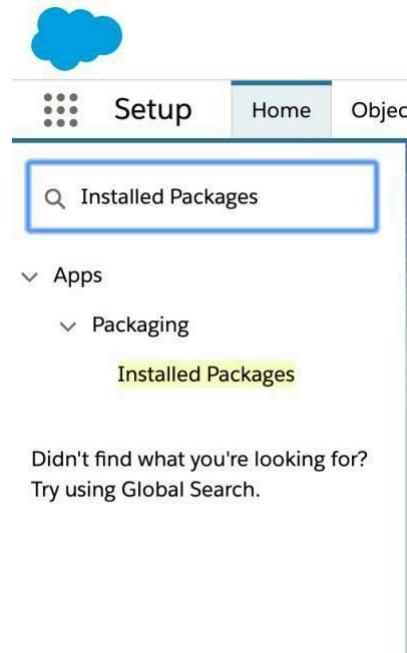 Setup
Home
Objec
Installed Packages
Apps
Packaging
Installed Packages
Didn't find what you're looking for?
Try using Global Search.